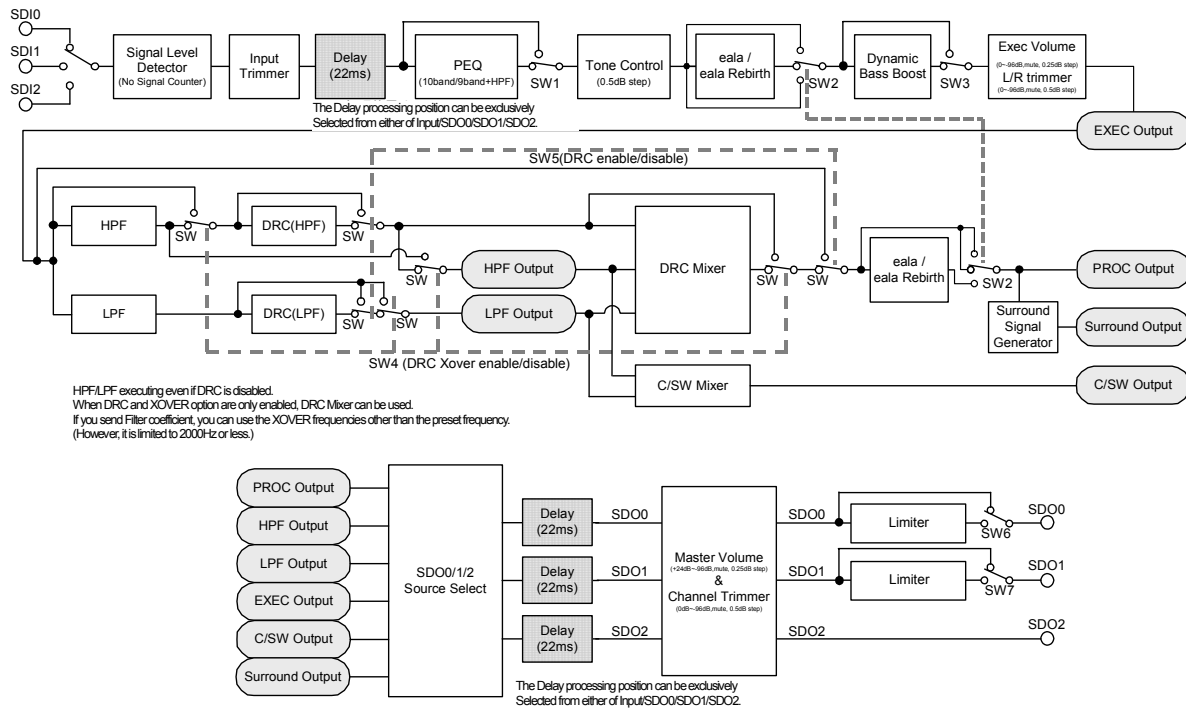 SDI0
SDI1
SDI2
Signal Level
Detector
(No Signal Counter)
Input
Trimmer
Delay
(22ms)
PEQ
(10band/9band+HPF)
SW1
Tone Control
(0.5dB step)
eala /
eala Rebirth
SW2
Dynamic
Bass Boost
SW3
Exec Volume
(0~-96dB,mute, 0.25dB step)
L/R trimmer
(0~-96dB,mute, 0.5dB step)
The Delay processing position can be exclusively
Selected from either of Input/SDO0/SDO1/SDO2.
EXEC Output
SW5(DRC enable/disable)
HPF
SW
DRC(HPF)
SW
SW
HPF Output
DRC Mixer
SW
SW
eala /
eala Rebirth
SW2
PROC Output
LPF
DRC(LPF)
SW
SW
LPF Output
Surround
Signal
Generator
Surround Output
SW4 (DRC Xover enable/disable)
C/SW Mixer
C/SW Output
HPF/LPF executing even if DRC is disabled.
When DRC and XOVER option are only enabled, DRC Mixer can be used.
If you send Filter coefficient, you can use the XOVER frequencies other than the preset frequency.
(However, it is limited to 2000Hz or less.)
PROC Output
HPF Output
LPF Output
EXEC Output
C/SW Output
Surround Output
SDO0/1/2
Source Select
Delay
(22ms)
SDO0
Delay
(22ms)
SDO1
Delay
(22ms)
SDO2
Master Volume
(+24dB~-96dB,mute, 0.25dB step)
&
Channel Trimmer
(0dB~-96dB,mute, 0.5dB step)
SDO0
Limiter
SW6
SDO0
SDO1
Limiter
SW7
SDO1
SDO2
SDO2
The Delay processing position can be exclusively
Selected from either of Input/SDO0/SDO1/SDO2.